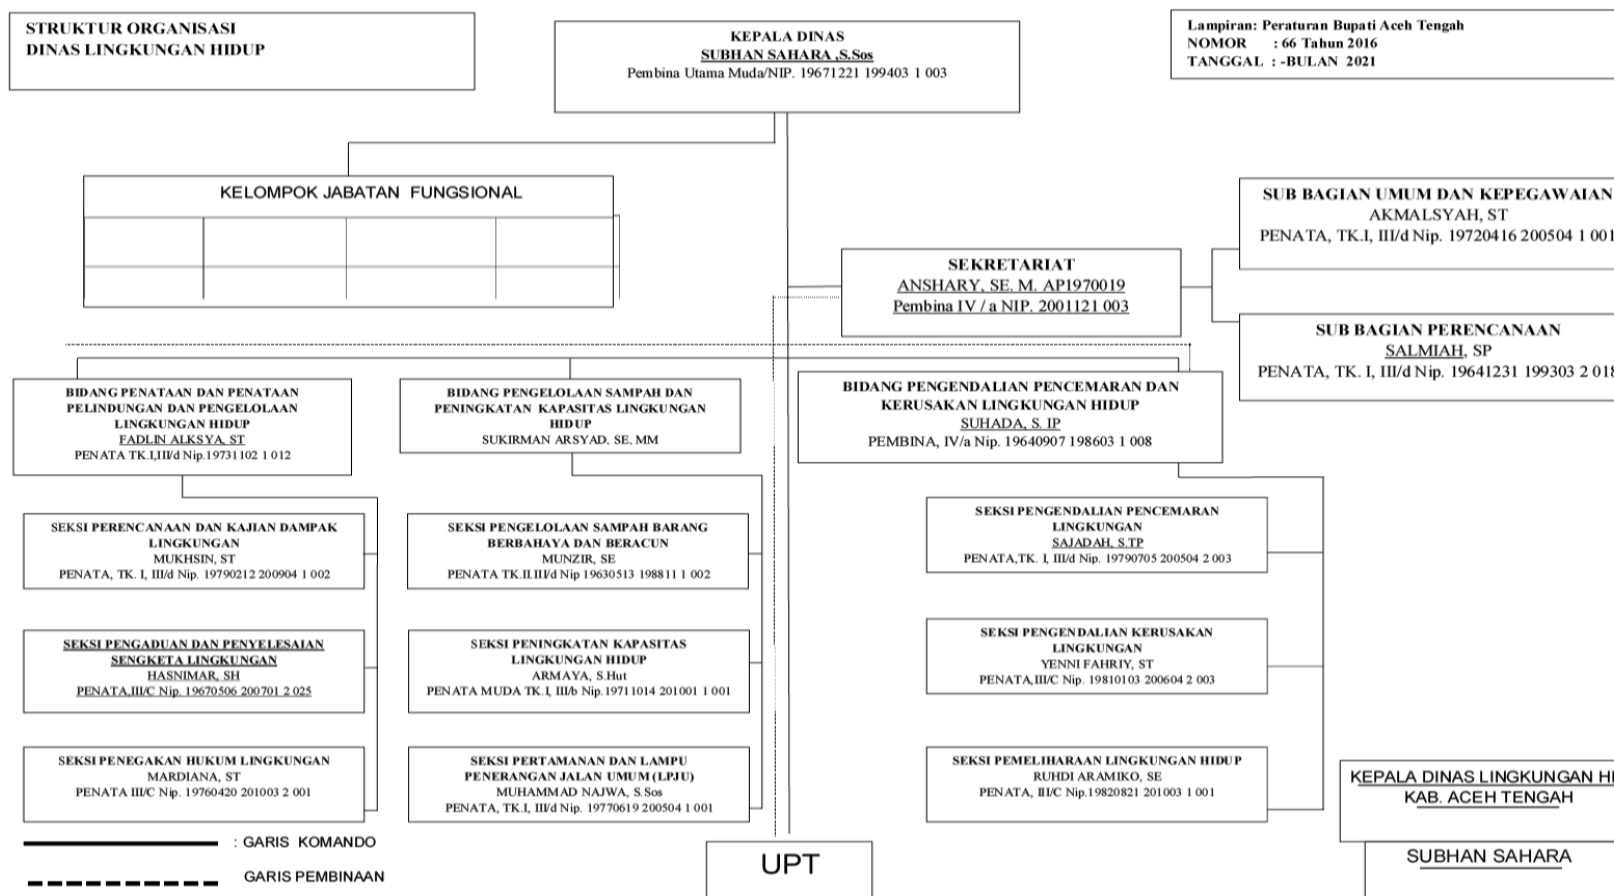 STRUKTUR ORGANISASI
DINAS LINGKUNGAN HIDUP
KEPALA DINAS
SUBHAN SAHARA ,S.Sos
Pembina Utama Muda/NIP. 19671221 199403 1 003
Lampiran: Peraturan Bupati Aceh Tengah
NOMOR : 66 Tahun 2016
TANGGAL : -BULAN 2021
KELOMPOK JABATAN FUNGSIONAL
SEKRETARIAT
ANSHARY, SE. M. AP1970019
Pembina IV / a NIP. 2001121 003
SUB BAGIAN UMUM DAN KEPEGAWAIAN
AKMALSYAH, ST
PENATA, TK.I, III/d Nip. 19720416 200504 1 001
SUB BAGIAN PERENCANAAN
SALMIAH, SP
PENATA, TK. I, III/d Nip. 19641231 199303 2 018
BIDANG PENATAAN DAN PENATAAN
PELINDUNGAN DAN PENGELOLAAN
LINGKUNGAN HIDUP
FADLIN ALKSYA, ST
PENATA TK.I,III/d Nip.19731102 1 012
BIDANG PENGELOLAAN SAMPAH DAN
PENINGKATAN KAPASITAS LINGKUNGAN
HIDUP
SUKIRMAN ARSYAD, SE, MM
BIDANG PENGENDALIAN PENCEMARAN DAN
KERUSAKAN LINGKUNGAN HIDUP
SUHADA, S. IP
PEMBINA, IV/a Nip. 19640907 198603 1 008
SEKSI PERENCANAAN DAN KAJIAN DAMPAK
LINGKUNGAN
MUKHSIN, ST
PENATA, TK. I, III/d Nip. 19790212 200904 1 002
SEKSI PENGELOLAAN SAMPAH BARANG
BERBAHAYA DAN BERACUN
MUNZIR, SE
PENATA TK.II.III/d Nip 19630513 198811 1 002
SEKSI PENGENDALIAN PENCEMARAN
LINGKUNGAN
SAJADAH, S.TP
PENATA,TK. I, III/d Nip. 19790705 200504 2 003
SEKSI PENGADUAN DAN PENYELESAIAN
SENGKETA LINGKUNGAN
HASNIMAR, SH
PENATA,III/C Nip. 19670506 200701 2 025
SEKSI PENINGKATAN KAPASITAS
LINGKUNGAN HIDUP
ARMAYA, S.Hut
PENATA MUDA TK.I, III/b Nip.19711014 201001 1 001
SEKSI PENGENDALIAN KERUSAKAN
LINGKUNGAN
YENNI FAHRIY, ST
PENATA,III/C Nip. 19810103 200604 2 003
SEKSI PENEGAKAN HUKUM LINGKUNGAN
MARDIANA, ST
PENATA III/C Nip. 19760420 201003 2 001
SEKSI PERTAMANAN DAN LAMPU
PENERANGAN JALAN UMUM (LPJU)
MUHAMMAD NAJWA, S.Sos
PENATA, TK.I, III/d Nip. 19770619 200504 1 001
SEKSI PEMELIHARAAN LINGKUNGAN HIDUP
RUHDI ARAMIKO, SE
PENATA, III/C Nip.19820821 201003 1 001
KEPALA DINAS LINGKUNGAN HI
KAB. ACEH TENGAH
SUBHAN SAHARA
: GARIS KOMANDO
GARIS PEMBINAAN
UPT